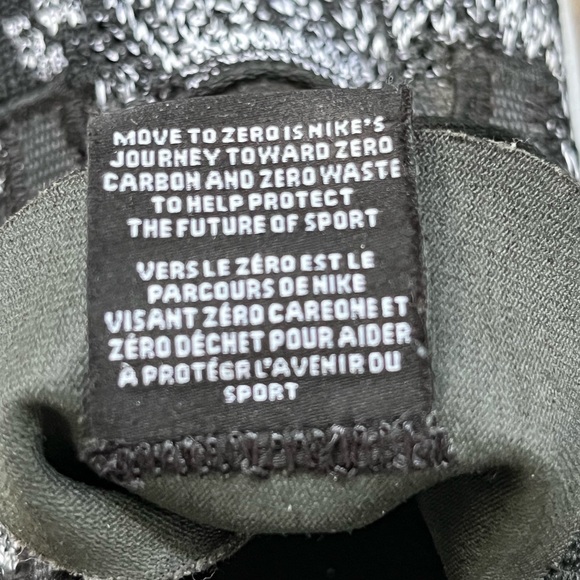 MOVE TO ZERO IS NIKE'S
JOURNEY TOWARD ZERO
CARBON AND ZERO WASTE
TO HELP PROTECT
THE FUTURE OF SPORT
VERS LE ZÉRO EST LE
PARCOURS DE NIKE
VISANT ZÉRO CAREONE ET
ZÉRO DÉCHET POUR AIDER
À PROTÉGR L'AVENIR DU
SPORT